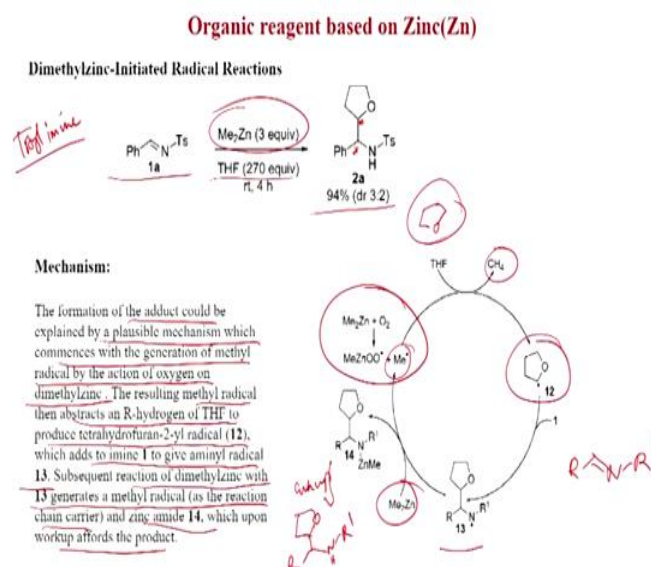 Organic reagent based on Zinc(Zn)
Dimethylzinc-Initiated Radical Reactions
Tosyl imine
Ph N Ts
1a
Me₂Zn (3 equiv)
THF (270 equiv)
rt, 4 h
O
Ph N Ts
H
2a
94% (dr 3:2)
Mechanism:
The formation of the adduct could be
explained by a plausible mechanism which
commences with the generation of methyl
radical by the action of oxygen on
dimethylzinc . The resulting methyl radical
then abstracts an R-hydrogen of THF to
produce tetrahydrofuran-2-yl radical (12),
which adds to imine 1 to give aminyl radical
13. Subsequent reaction of dimethylzinc with
13 generates a methyl radical (as the reaction
chain carrier) and zinc amide 14, which upon
workup affords the product.
O
THF
CH₄
Me₂Zn + O₂
MeZnOO• + Me•
O
12
1
O
R N R¹
ZnMe
14
Me₂Zn
O
R N R¹
13
R N R
O
R N R¹
H